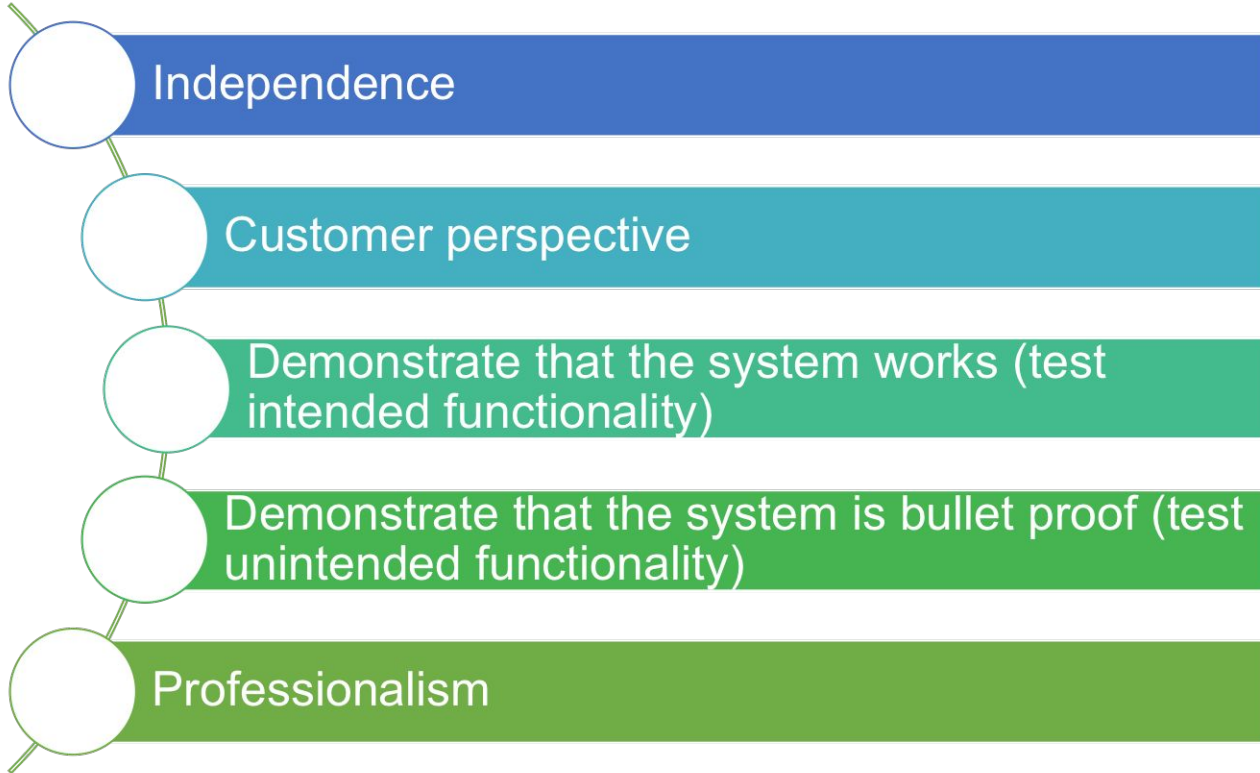 Independence
Customer perspective
Demonstrate that the system works (test
intended functionality)
Demonstrate that the system is bullet proof (test
unintended functionality)
Professionalism